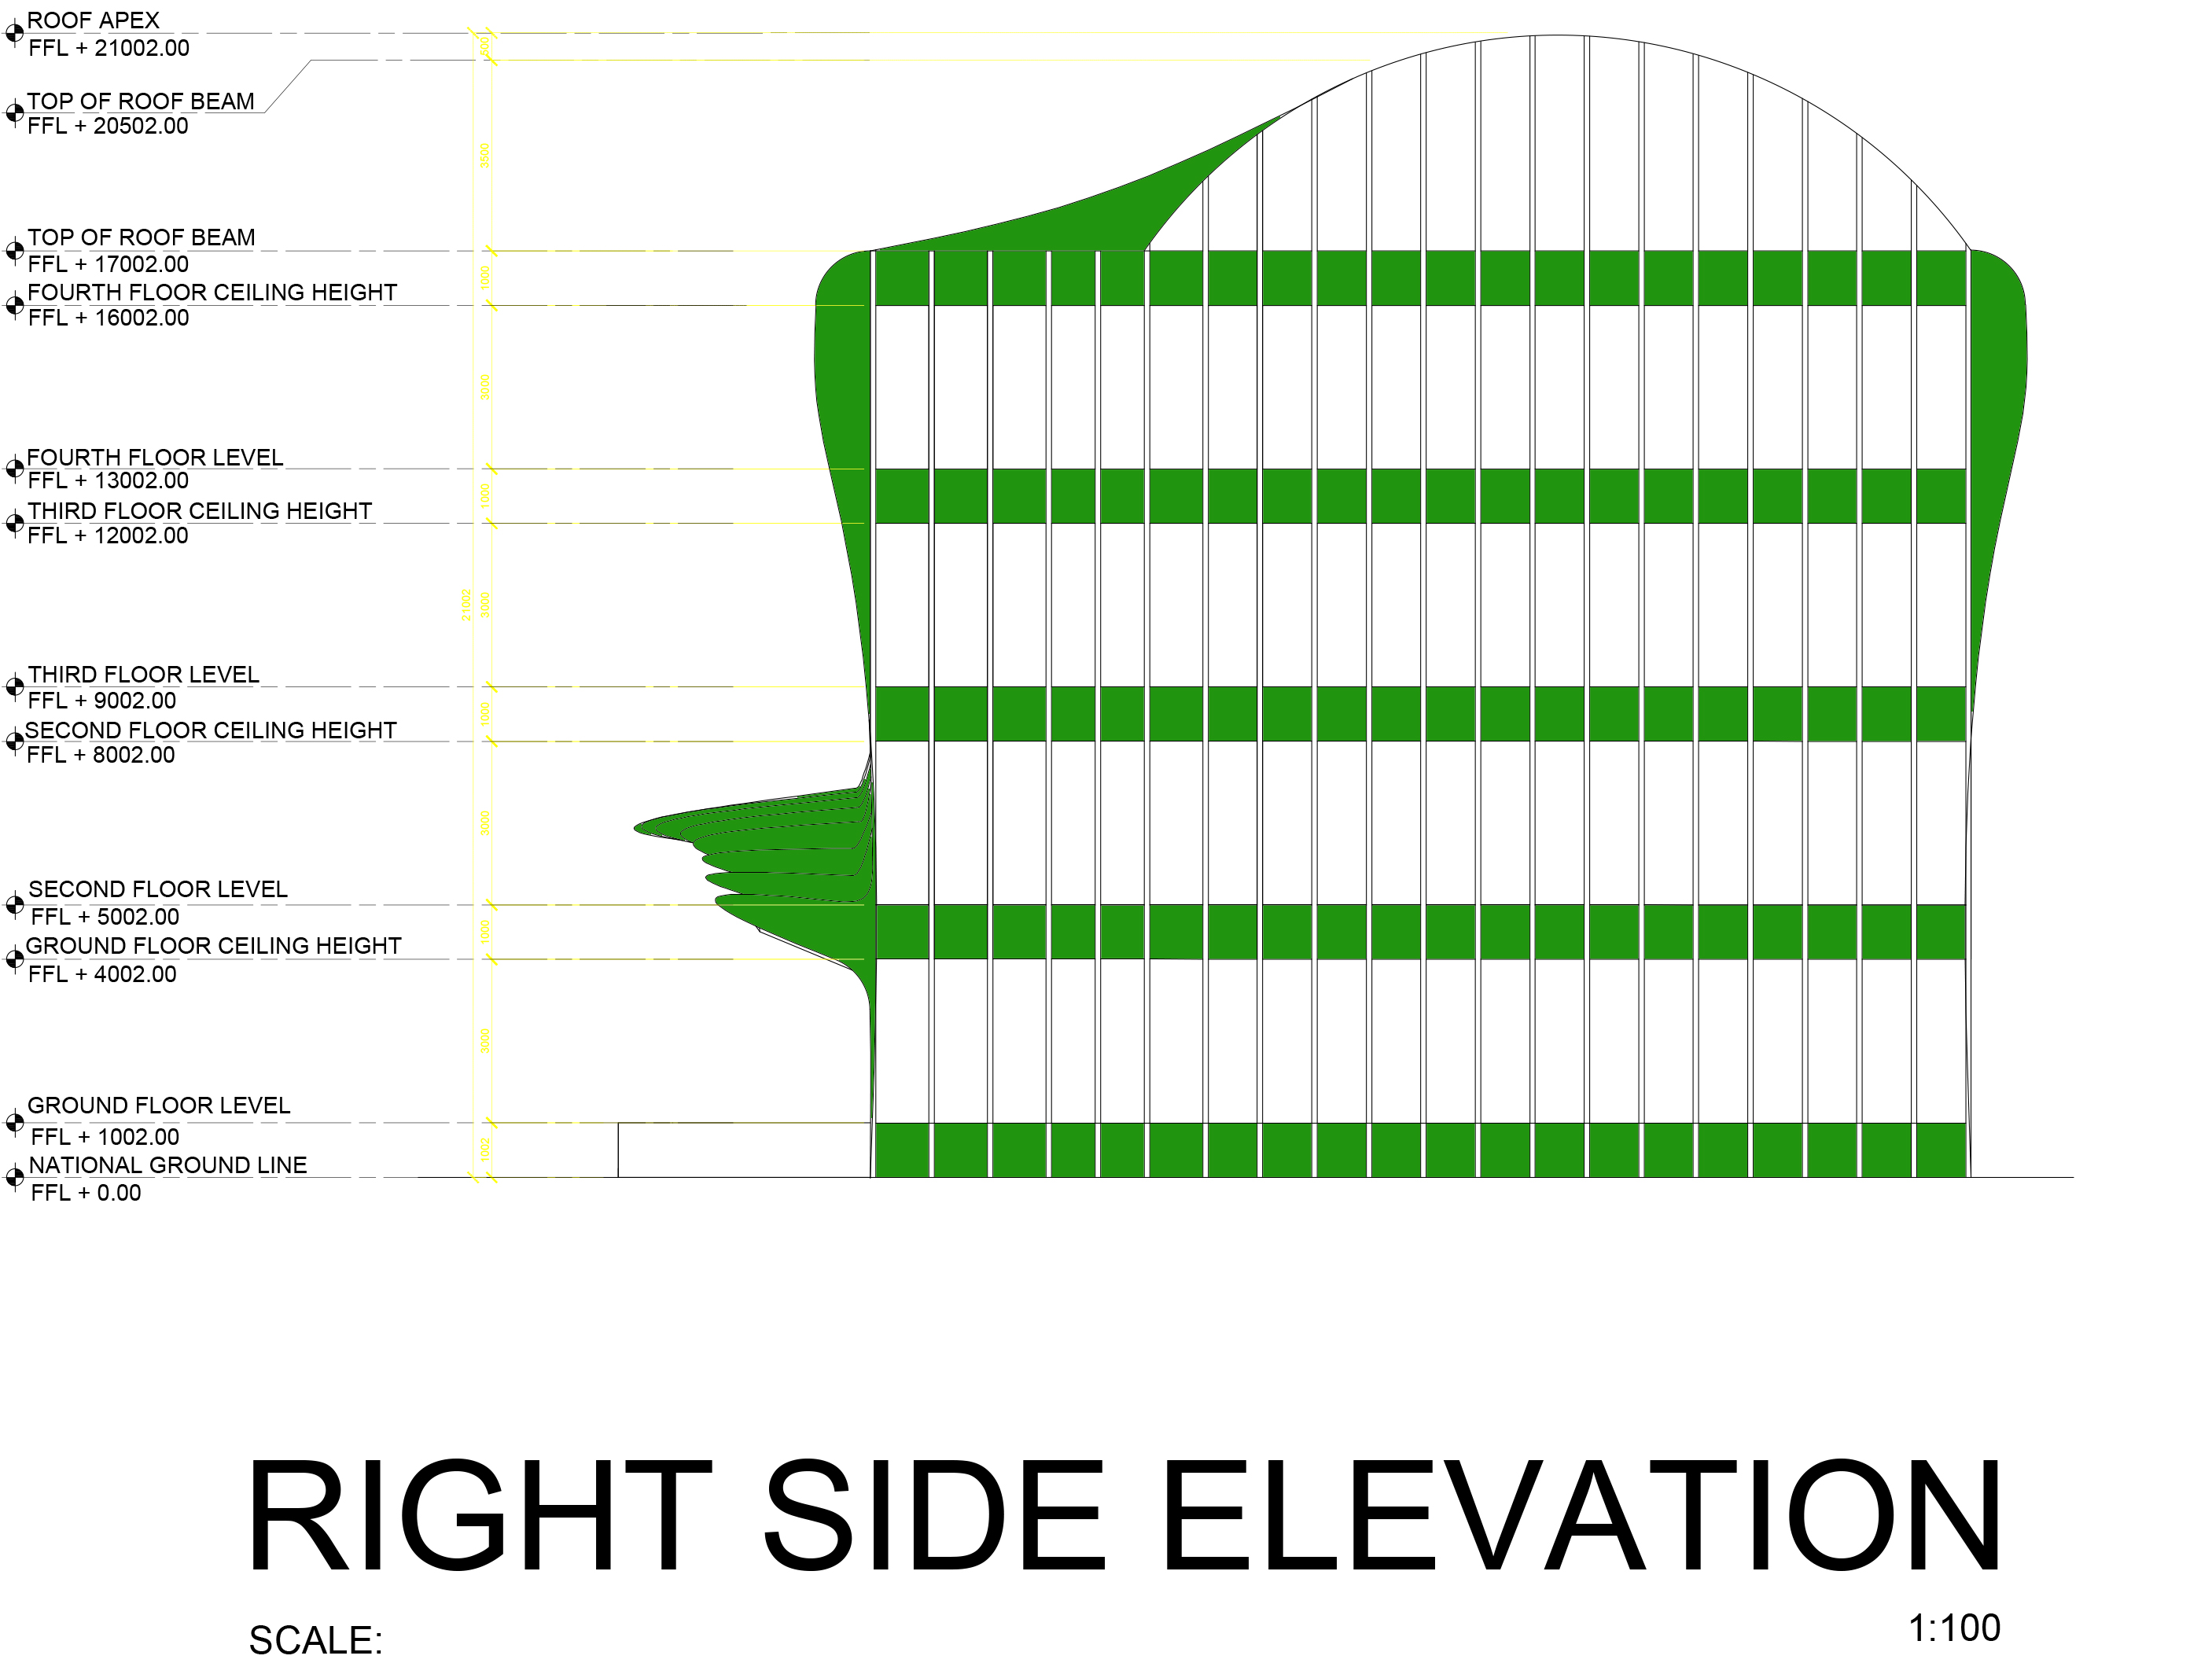 ROOF APEX
FFL + 21002.00
TOP OF ROOF BEAM
FFL + 20502.00
TOP OF ROOF BEAM
FFL + 17002.00
FOURTH FLOOR CEILING HEIGHT
FFL + 16002.00
FOURTH FLOOR LEVEL
FFL + 13002.00
THIRD FLOOR CEILING HEIGHT
FFL + 12002.00
THIRD FLOOR LEVEL
FFL + 9002.00
SECOND FLOOR CEILING HEIGHT
FFL + 8002.00
SECOND FLOOR LEVEL
FFL + 5002.00
GROUND FLOOR CEILING HEIGHT
FFL + 4002.00
GROUND FLOOR LEVEL
FFL + 1002.00
NATIONAL GROUND LINE
FFL + 0.00
21002
500
3500
1000
3000
1000
3000
1000
3000
1000
3000
1002
RIGHT SIDE ELEVATION
SCALE:
1:100